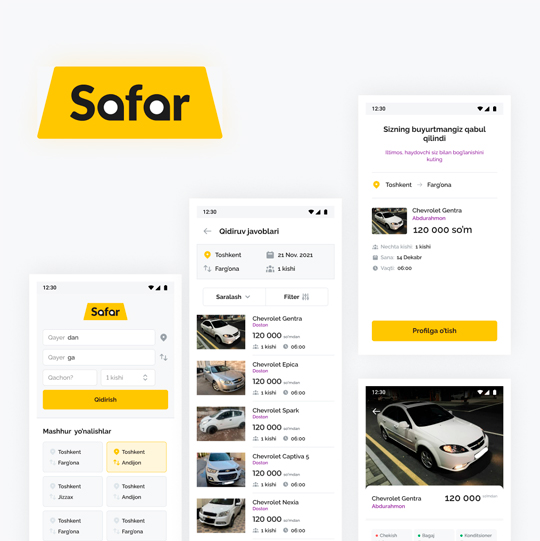 Safar
12:30
Sizning buyurtmangiz qabul
qilindi
Iltimos, haydovchi siz bilan bog'lanishini
kuting
Toshkent → Farg'ona
Chevrolet Gentra
Abdurahmon
120 000 so'm
Nechta kishi: 1 kishi
Sana: 14 Dekabr
Vaqti: 06:00
Profilga o'tish
12:30
Qidiruv javoblari
Toshkent 21 Nov. 2021
Farg'ona 1 kishi
Saralash Filter
Chevrolet Gentra
Doston
120 000 so'mdan
1 kishi 06:00
Chevrolet Epica
Doston
120 000 so'mdan
1 kishi 06:00
Chevrolet Spark
Doston
120 000 so'mdan
1 kishi 06:00
Chevrolet Captiva 5
Doston
120 000 so'mdan
1 kishi 06:00
Chevrolet Nexia
Doston
120 000 so'mdan
1 kishi 06:00
12:30
Safar
Qayer dan
Qayer ga
Qachon? 1 kishi
Qidirish
Mashhur yo'nalishlar
Toshkent Toshkent
Farg'ona Andijon
Toshkent Toshkent
Jizzax Andijon
Toshkent Toshkent
Farg'ona Farg'ona
12:30
Chevrolet Gentra 120 000 so'mdan
Abdurahmon
Chekish Bagaj Konditsioner